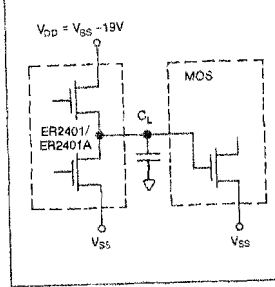 V_DD = V_SS -19V
MOS
C_L
ER2401/
ER2401A
V_SS
V_SS